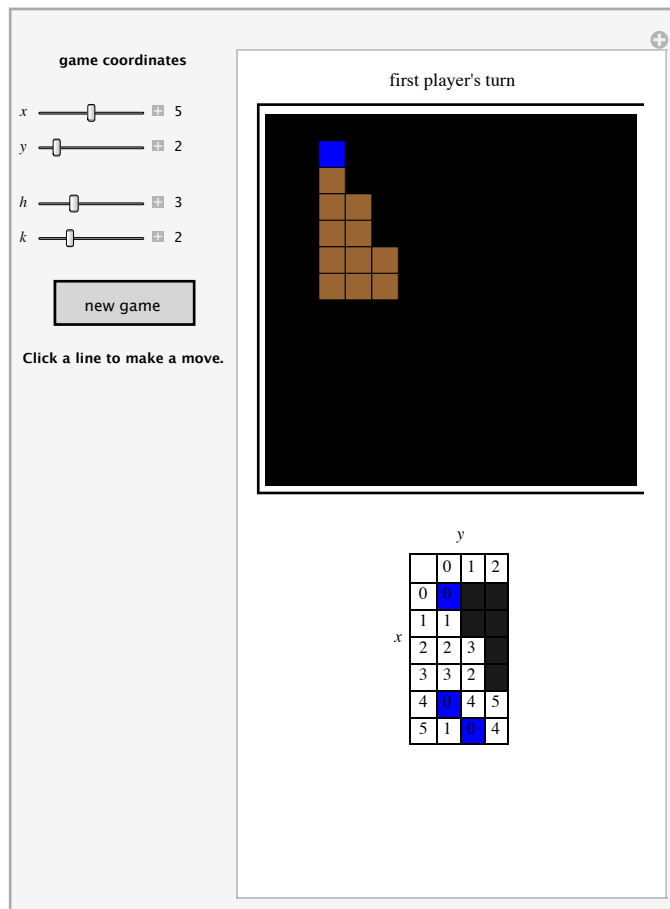 game coordinates
x 5
y 2
h 3
k 2
new game
Click a line to make a move.
first player's turn
y
0 1 2
x
0 0
1 1
2 2 3
3 3 2
4 0 4 5
5 1 0 4